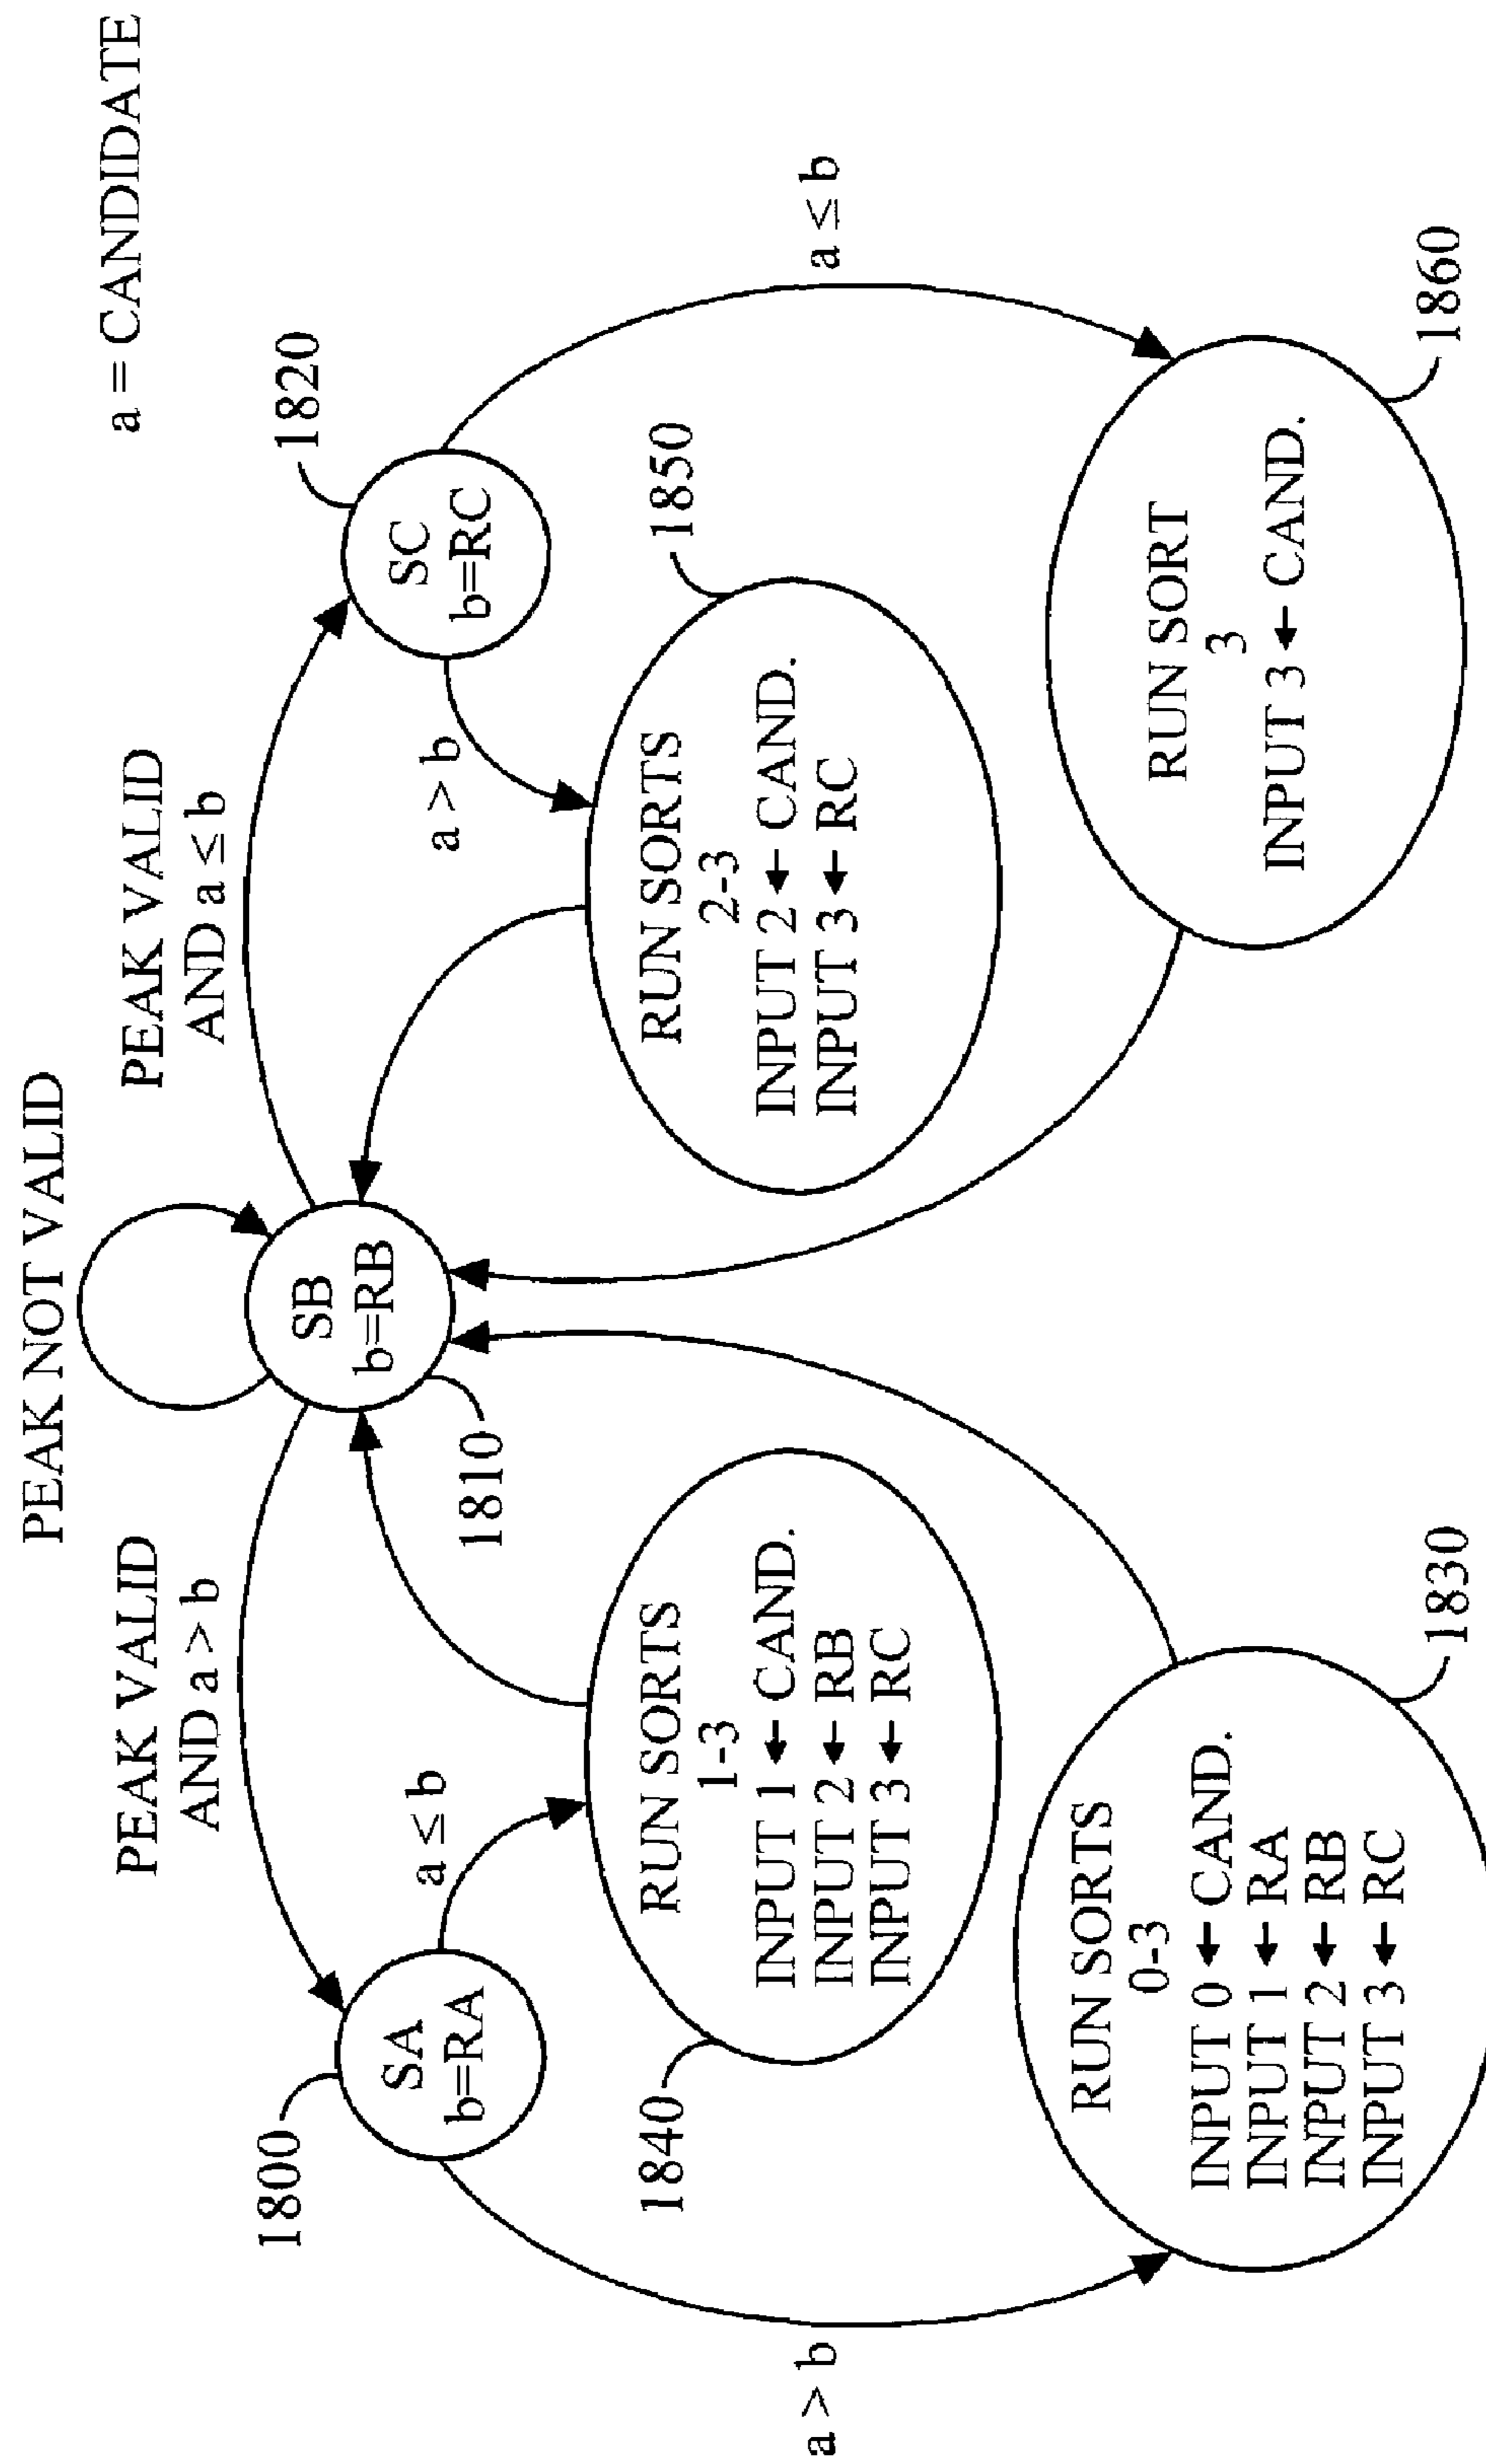 a = CANDIDATE
PEAK NOT VALID
PEAK VALID
AND a > b
PEAK VALID
AND a ≤ b
1800
SA
b=RA
SB
b=RB
1810
1820
SC
b=RC
a ≤ b
a > b
1840
RUN SORTS
1-3
INPUT 1 ← CAND.
INPUT 2 ← RB
INPUT 3 ← RC
1850
RUN SORTS
2-3
INPUT 2 ← CAND.
INPUT 3 ← RC
a > b
a ≤ b
RUN SORTS
0-3
INPUT 0 ← CAND.
INPUT 1 ← RA
INPUT 2 ← RB
INPUT 3 ← RC
1830
RUN SORT
3
INPUT 3 ← CAND.
1860